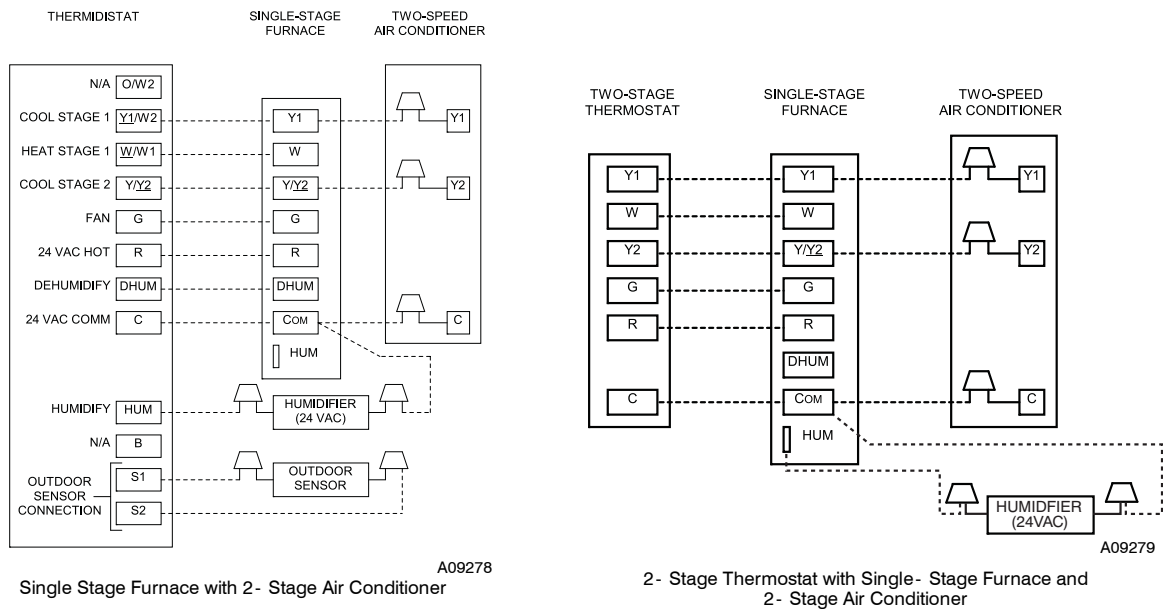 THERMIDISTAT
SINGLE-STAGE
FURNACE
TWO-SPEED
AIR CONDITIONER
N/A O/W2
COOL STAGE 1 Y1/W2 Y1 Y1
HEAT STAGE 1 W/W1 W
COOL STAGE 2 Y/Y2 Y/Y2 Y2
FAN G G
24 VAC HOT R R
DEHUMIDIFY DHUM DHUM
24 VAC COMM C COM C
HUM
HUMIDIFY HUM HUMIDIFIER
(24 VAC)
N/A B
S1 OUTDOOR
SENSOR
OUTDOOR
SENSOR
CONNECTION
S2
A09278
Single Stage Furnace with 2- Stage Air Conditioner
TWO-STAGE
THERMOSTAT
SINGLE-STAGE
FURNACE
TWO-SPEED
AIR CONDITIONER
Y1 Y1 Y1
W W
Y2 Y/Y2 Y2
G G
R R
DHUM
C COM C
HUM
HUMIDFIER
(24VAC)
A09279
2- Stage Thermostat with Single- Stage Furnace and
2- Stage Air Conditioner